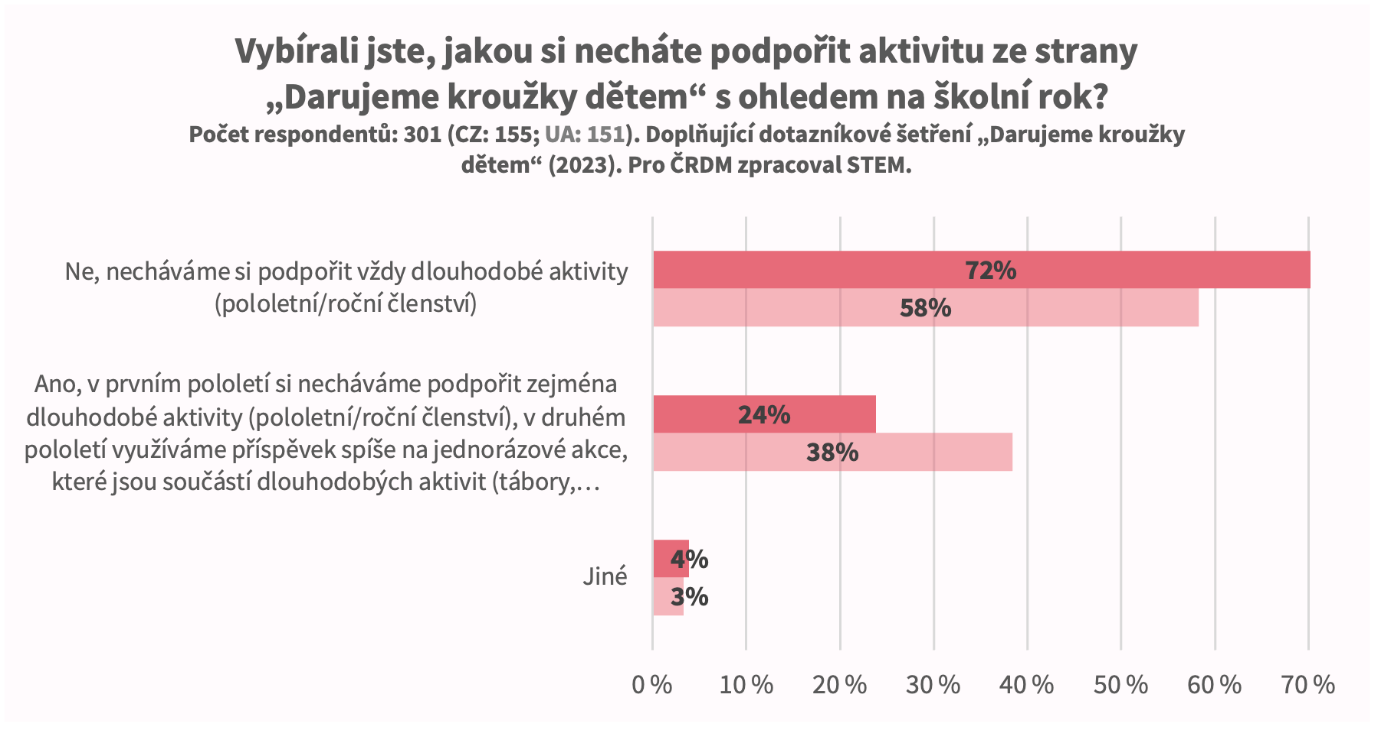 Vybírali jste, jakou si necháte podpořit aktivitu ze strany
„Darujeme kroužky dětem“ s ohledem na školní rok?
Počet respondentů: 301 (CZ: 155; UA: 151). Doplňující dotazníkové šetření „Darujeme kroužky
dětem“ (2023). Pro ČRDM zpracoval STEM.
Ne, necháváme si podpořit vždy dlouhodobé aktivity
(pololetní/roční členství)
72%
58%
Ano, v prvním pololetí si necháváme podpořit zejména
dlouhodobé aktivity (pololetní/roční členství), v druhém
pololetí využíváme příspěvek spíše na jednorázové akce,
které jsou součástí dlouhodobých aktivit (tábory,…
24%
38%
Jiné
4%
3%
0 % 10 % 20 % 30 % 40 % 50 % 60 % 70 %